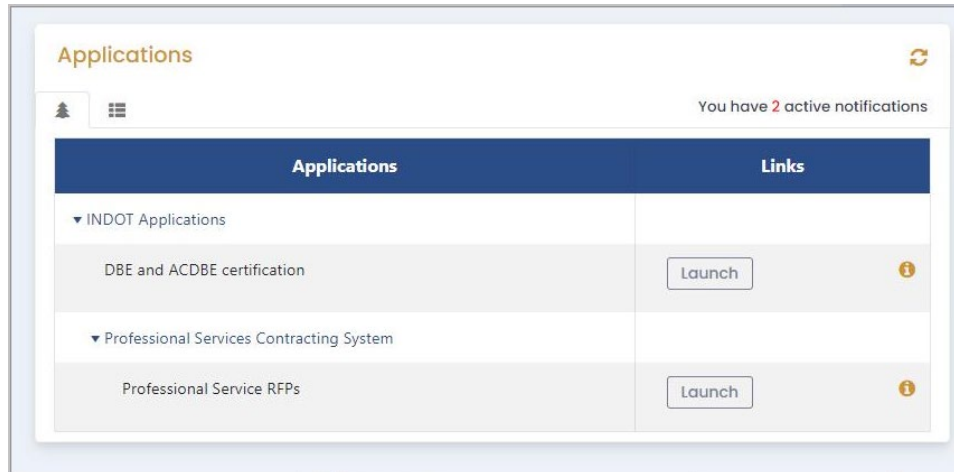 Applications
You have 2 active notifications
Applications Links
INDOT Applications
DBE and ACDBE certification Launch
Professional Services Contracting System
Professional Service RFPs Launch